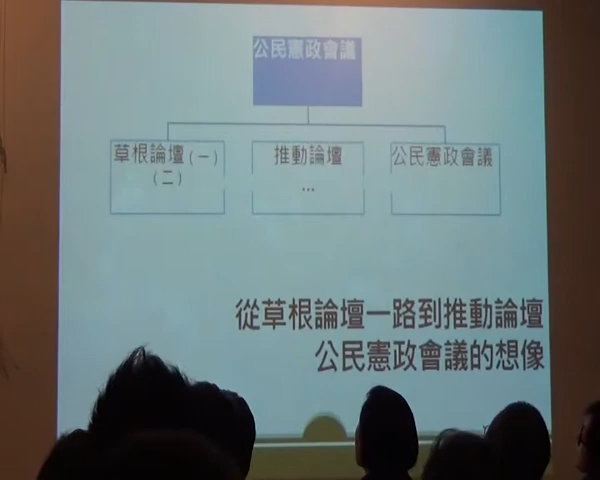 公民憲政會議
草根論壇(一)
(二)
推動論壇
...
公民憲政會議
從草根論壇一路到推動論壇
公民憲政會議的想像